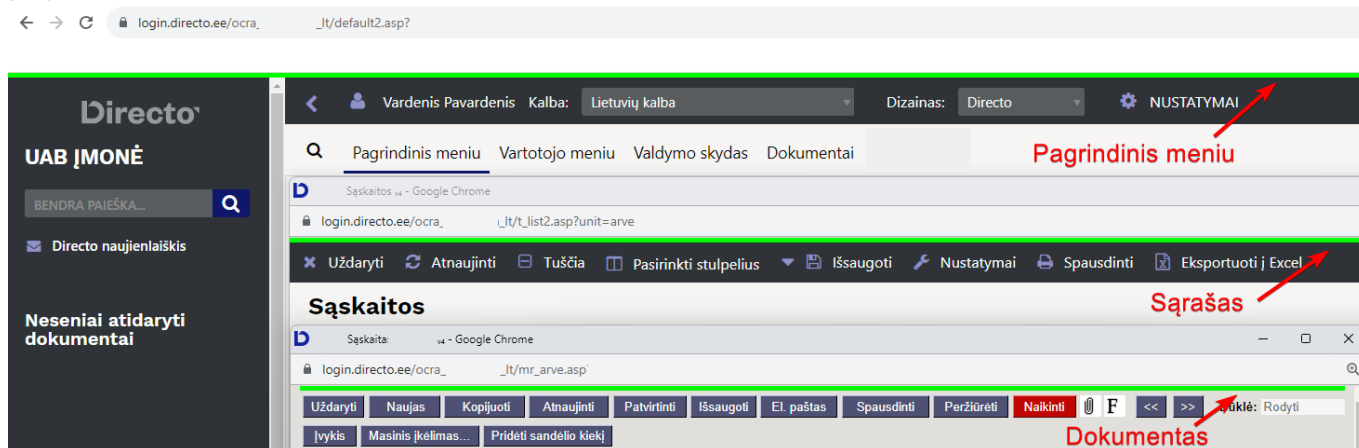 login.directo.ee/ocra_ _lt/default2.asp?
Directo
UAB ĮMONĖ
BENDRA PAIEŠKA...
Directo naujienlaiškis
Neseniai atidaryti
dokumentai
Vardenis Pavardenis Kalba: Lietuvių kalba Dizainas: Directo NUSTATYMAI
Pagrindinis meniu Vartotojo meniu Valdymo skydas Dokumentai
Pagrindinis meniu
Sąskaitos v4 - Google Chrome
login.directo.ee/ocra_ _lt/t_list2.asp?unit=arve
Uždaryti Atnaujinti Tuščia Pasirinkti stulpelius Išsaugoti Nustatymai Spausdinti Eksportuoti į Excel
Sąrašas
Sąskaitos
Sąskaita: v4 - Google Chrome
login.directo.ee/ocra_ _lt/mr_arve.asp
Uždaryti Naujas Kopijuoti Atnaujinti Patvirtinti Išsaugoti El. paštas Spausdinti Peržiūrėti Naikinti F << >> Rodyti
Įvykis Masinis įkėlimas... Pridėti sandėlio kiekį
Dokumentas